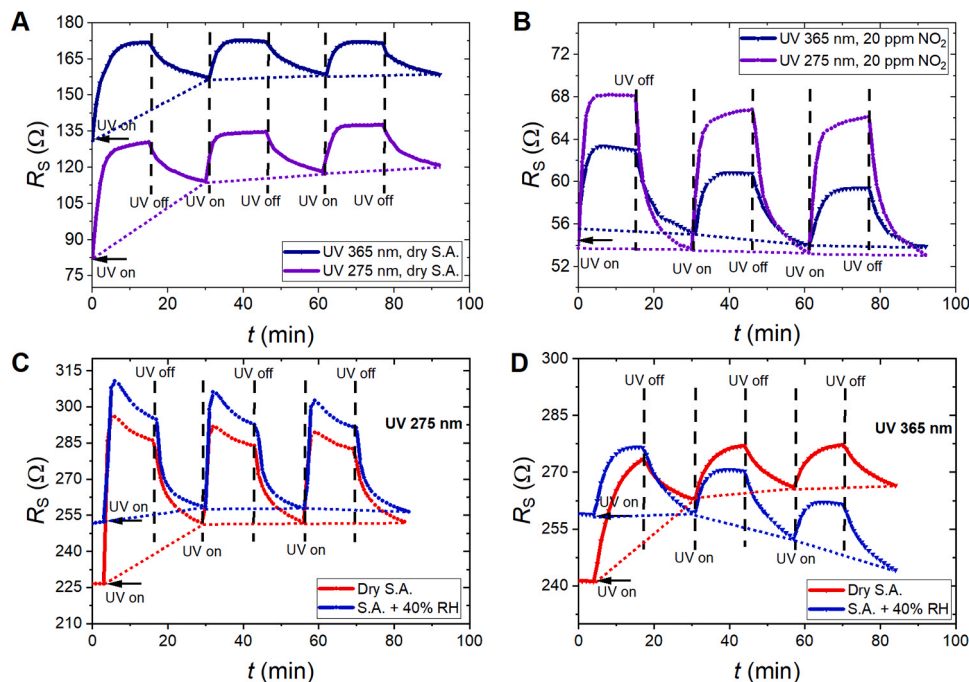 A
180
165
150
135
120
105
90
75
R_S (Ω)
UV on
UV off
UV on
UV off
UV on
UV off
UV on
UV 365 nm, dry S.A.
UV 275 nm, dry S.A.
0
20
40
60
80
100
t (min)
B
72
68
64
60
56
52
R_S (Ω)
UV 365 nm, 20 ppm NO₂
UV 275 nm, 20 ppm NO₂
UV off
UV on
UV on
UV off
UV on
UV off
0
20
40
60
80
100
t (min)
C
315
300
285
270
255
240
225
210
R_S (Ω)
UV off
UV off
UV off
UV 275 nm
UV on
UV on
UV on
UV on
Dry S.A.
S.A. + 40% RH
0
20
40
60
80
100
t (min)
D
300
285
270
255
240
R_S (Ω)
UV off
UV off
UV off
UV 365 nm
UV on
UV on
UV on
UV on
Dry S.A.
S.A. + 40% RH
0
20
40
60
80
100
t (min)